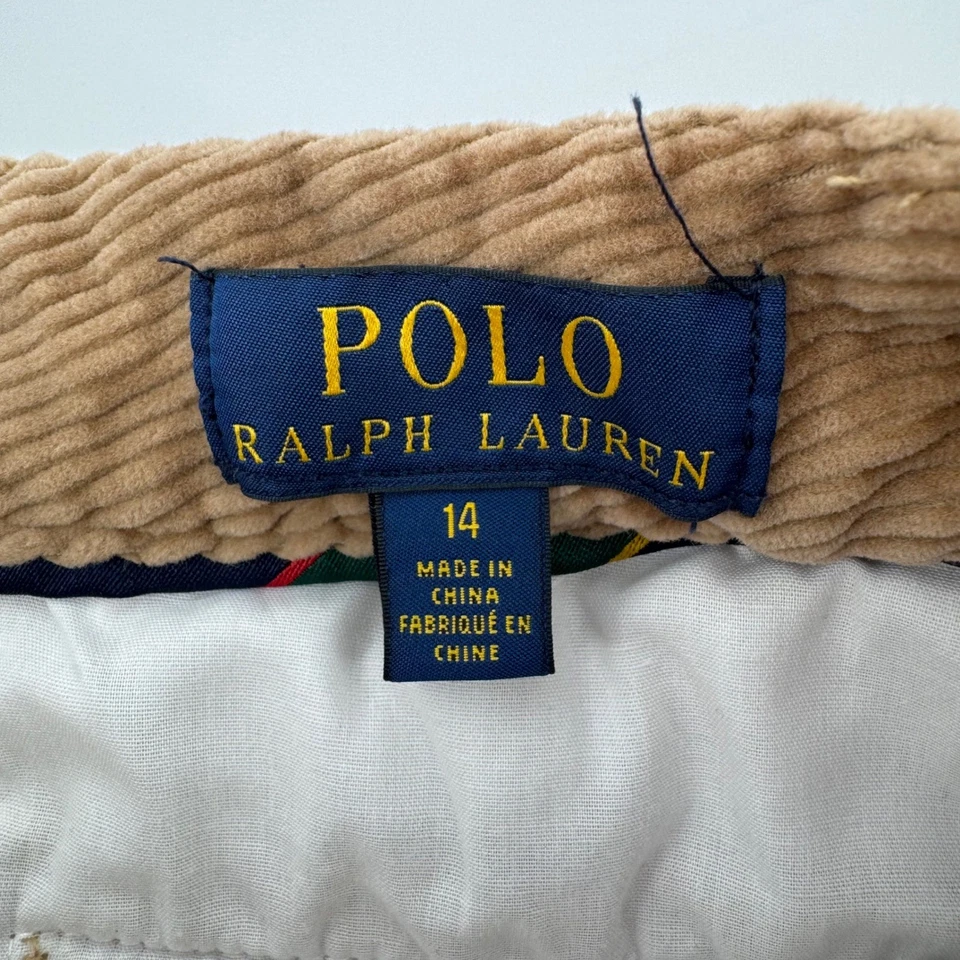 POLO
RALPH LAUREN
14
MADE IN
CHINA
FABRIQUÉ EN
CHINE